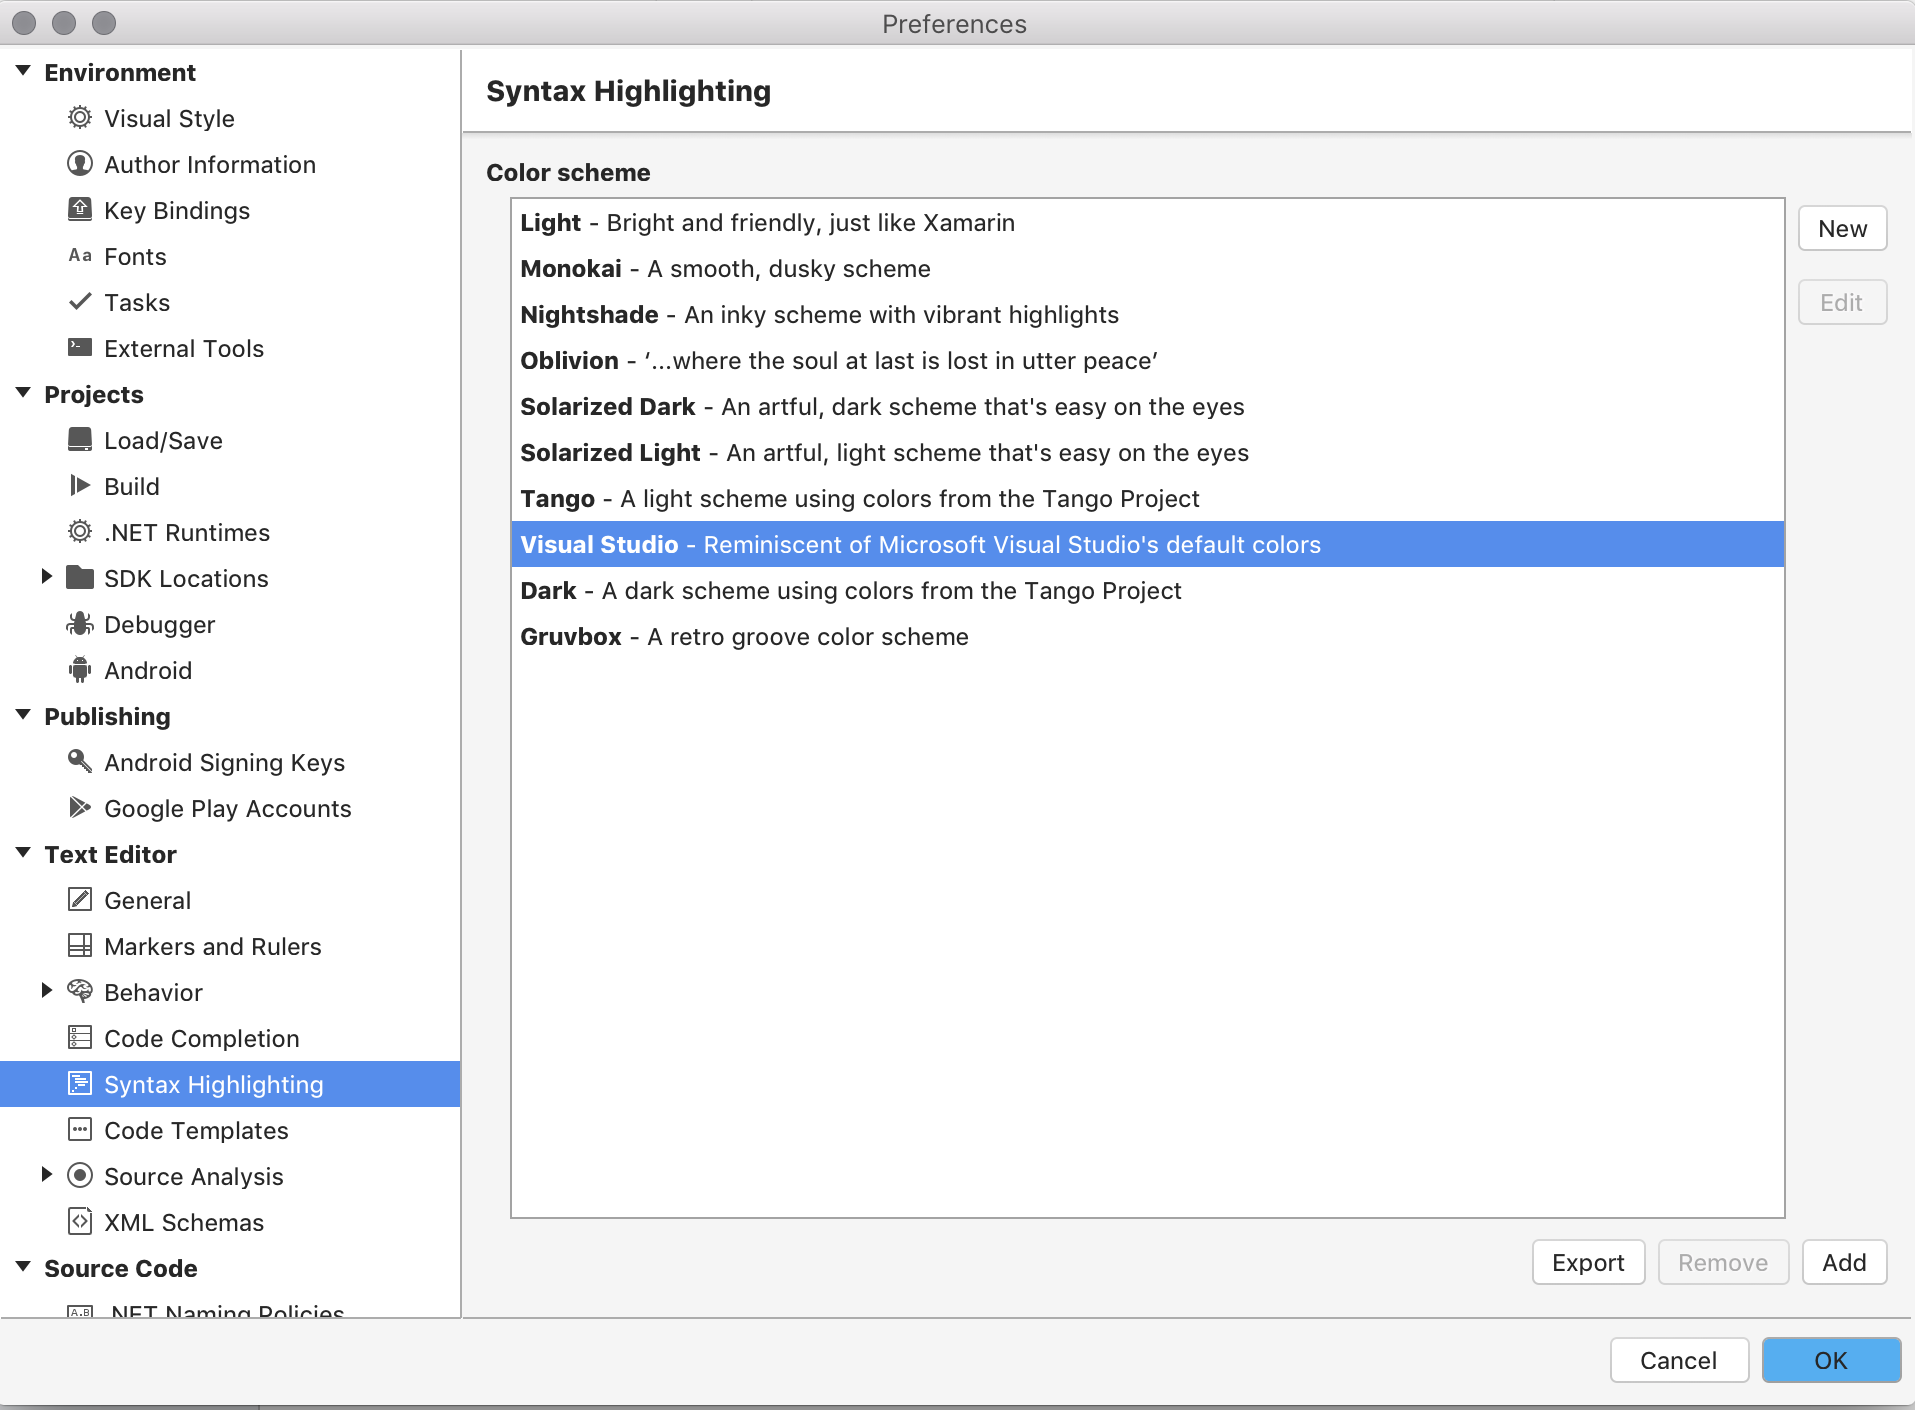 Preferences
Environment
Visual Style
Author Information
Key Bindings
Aa Fonts
Tasks
External Tools
Projects
Load/Save
Build
.NET Runtimes
SDK Locations
Debugger
Android
Publishing
Android Signing Keys
Google Play Accounts
Text Editor
General
Markers and Rulers
Behavior
Code Completion
Syntax Highlighting
Code Templates
Source Analysis
XML Schemas
Source Code
A.B .NET Naming Policies
Syntax Highlighting
Color scheme
Light - Bright and friendly, just like Xamarin
Monokai - A smooth, dusky scheme
Nightshade - An inky scheme with vibrant highlights
Oblivion - ‘...where the soul at last is lost in utter peace’
Solarized Dark - An artful, dark scheme that's easy on the eyes
Solarized Light - An artful, light scheme that's easy on the eyes
Tango - A light scheme using colors from the Tango Project
Visual Studio - Reminiscent of Microsoft Visual Studio's default colors
Dark - A dark scheme using colors from the Tango Project
Gruvbox - A retro groove color scheme
New
Edit
Export Remove Add
Cancel OK